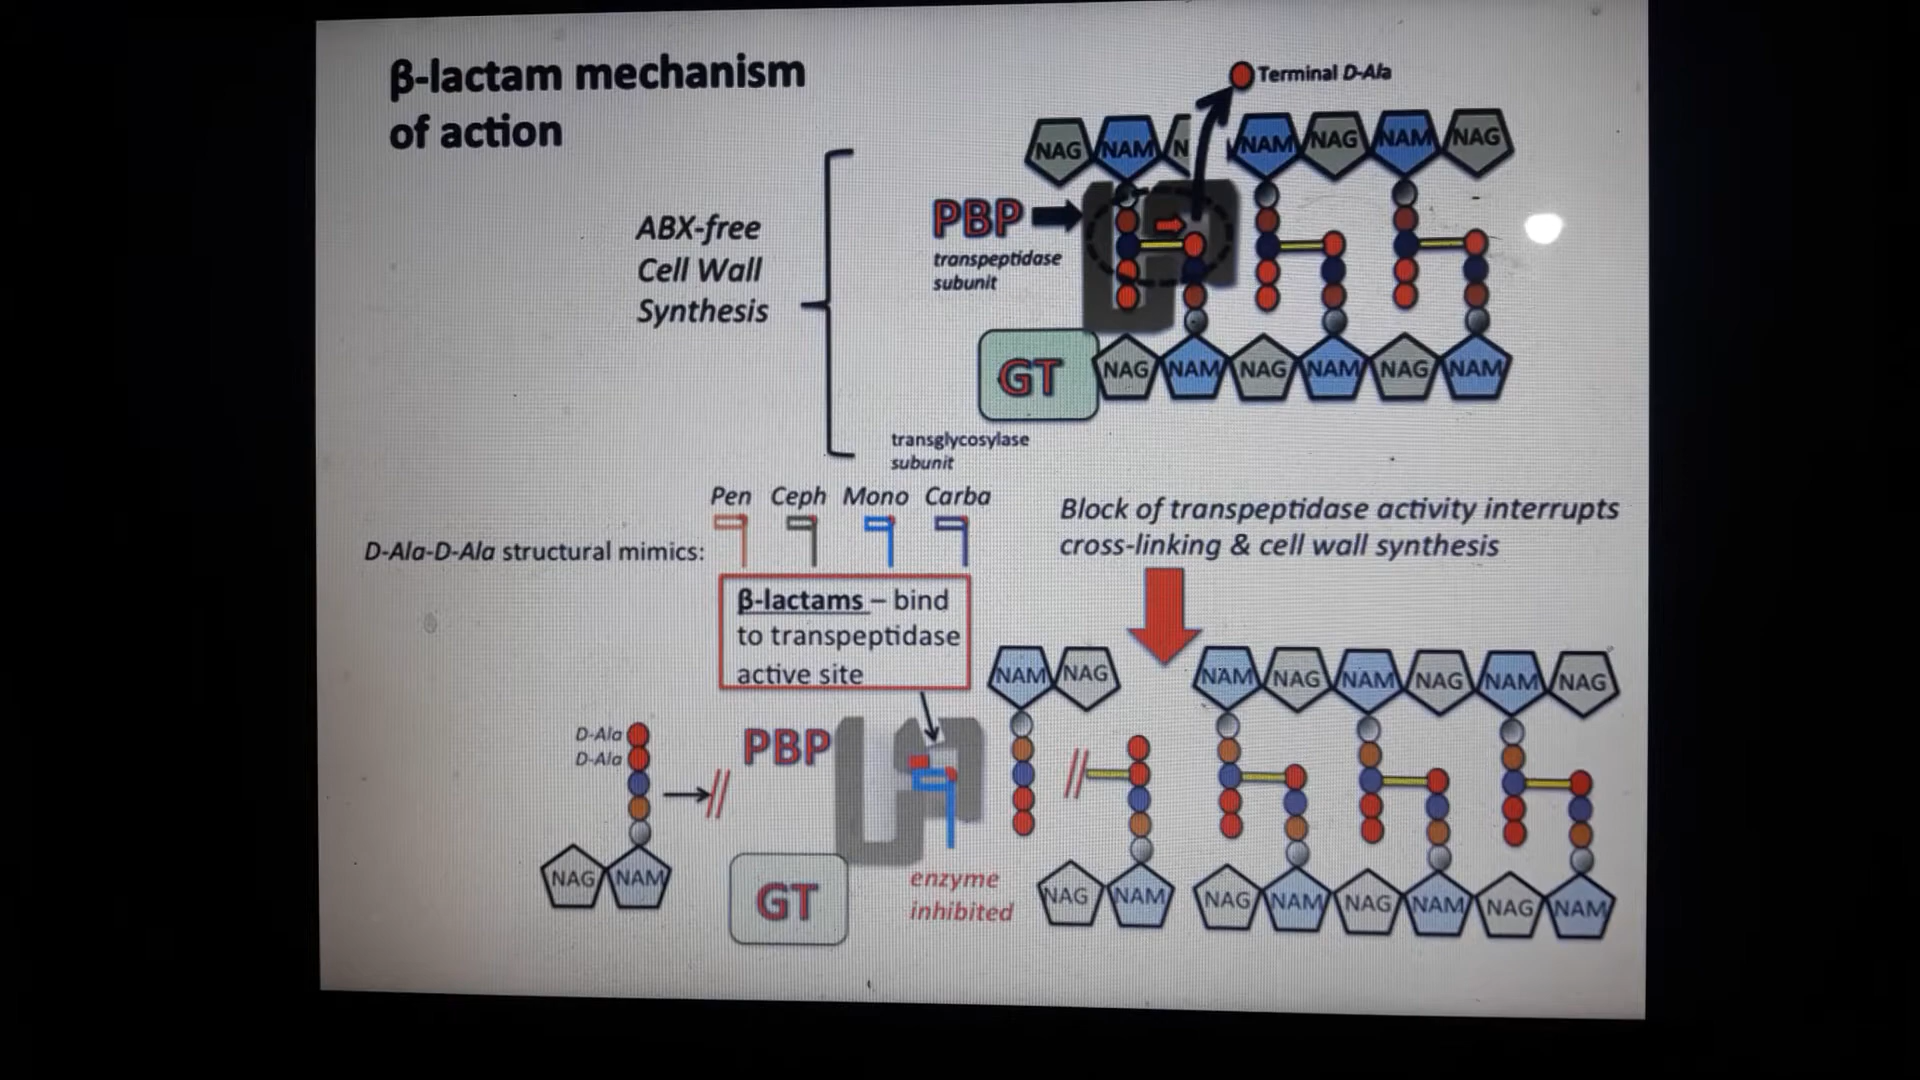 β-lactam mechanism
of action
Terminal D-Ala
NAG NAM N NAM NAG NAM NAG
ABX-free
Cell Wall
Synthesis
PBP
transpeptidase
subunit
GT
NAG NAM NAG NAM NAG NAM
transglycosylase
subunit
Pen Ceph Mono Carba
D-Ala-D-Ala structural mimics:
Block of transpeptidase activity interrupts
cross-linking & cell wall synthesis
β-lactams – bind
to transpeptidase
active site
NAM NAG NAM NAG NAM NAG NAM NAG
D-Ala
D-Ala
PBP
NAG NAM
GT
enzyme
inhibited
NAG NAM NAG NAM NAG NAM NAG NAM